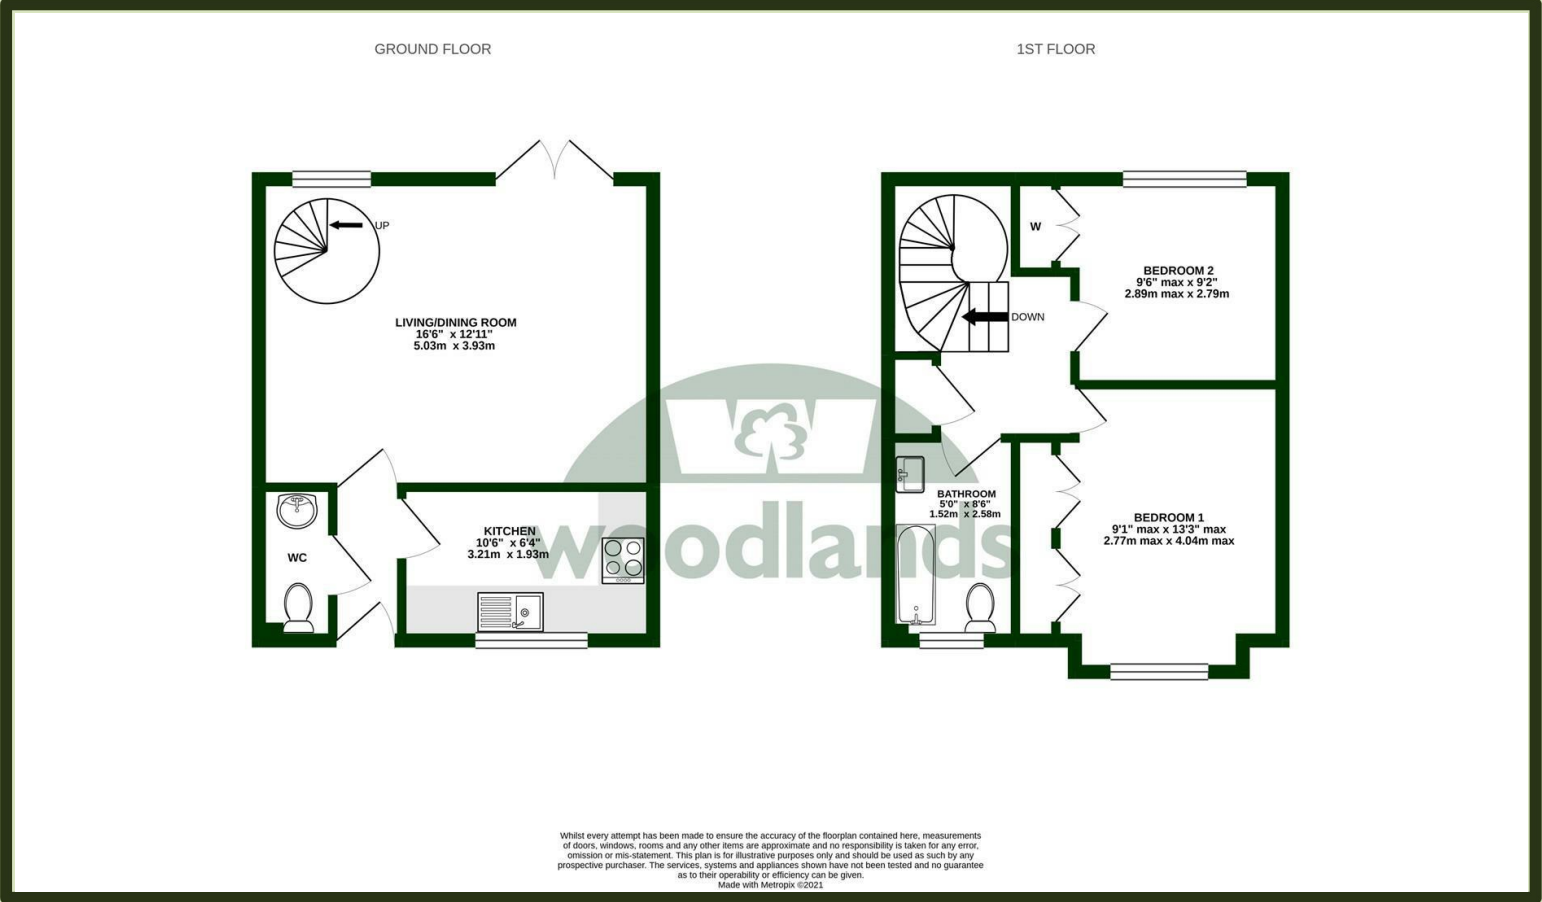 GROUND FLOOR
1ST FLOOR
UP
LIVING/DINING ROOM
16'6" x 12'11"
5.03m x 3.93m
WC
KITCHEN
10'6" x 6'4"
3.21m x 1.93m
W
BEDROOM 2
9'6" max x 9'2"
2.89m max x 2.79m
DOWN
BATHROOM
5'0" x 8'6"
1.52m x 2.58m
BEDROOM 1
9'1" max x 13'3" max
2.77m max x 4.04m max
woodlands
Whilst every attempt has been made to ensure the accuracy of the floorplan contained here, measurements
of doors, windows, rooms and any other items are approximate and no responsibility is taken for any error,
omission or mis-statement. This plan is for illustrative purposes only and should be used as such by any
prospective purchaser. The services, systems and appliances shown have not been tested and no guarantee
as to their operability or efficiency can be given.
Made with Metropix ©2021